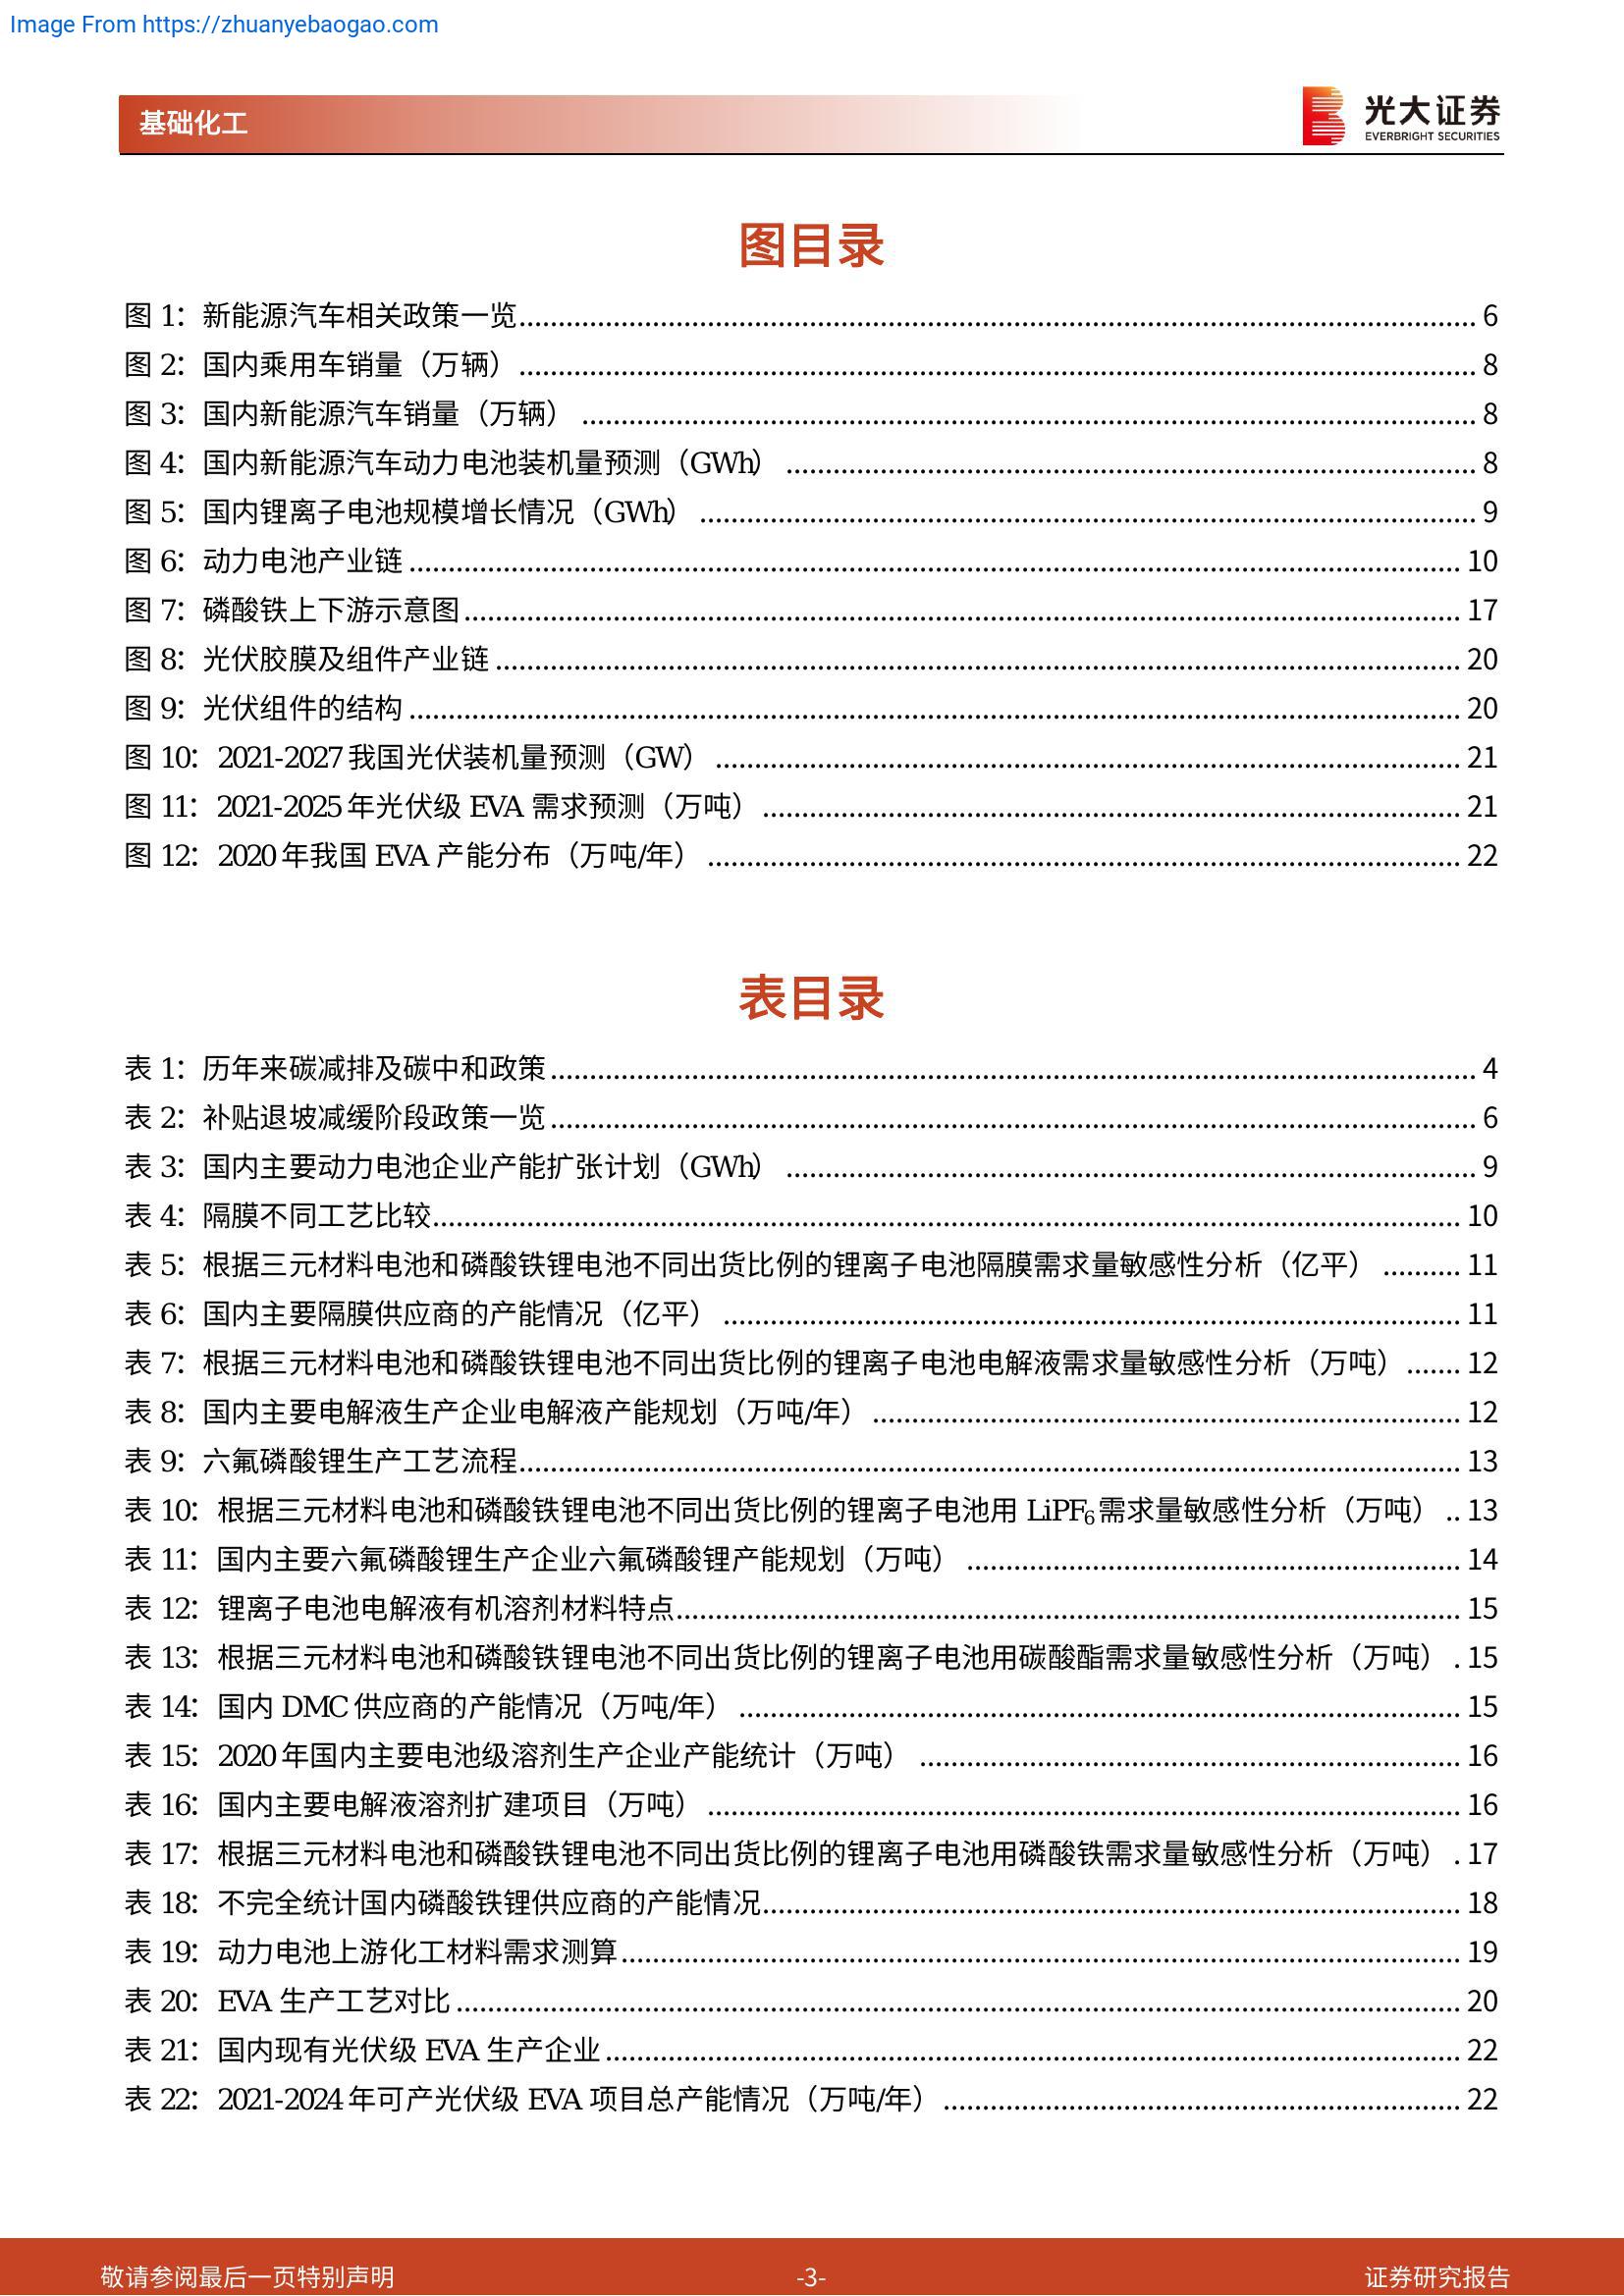 Image From https://zhuanyebaogao.com
基础化工
光大证券
EVERBRIGHT SECURITIES
图目录
图 1：新能源汽车相关政策一览 6
图 2：国内乘用车销量（万辆） 8
图 3：国内新能源汽车销量（万辆） 8
图 4：国内新能源汽车动力电池装机量预测（GWh） 8
图 5：国内锂离子电池规模增长情况（GWh） 9
图 6：动力电池产业链 10
图 7：磷酸铁上下游示意图 17
图 8：光伏胶膜及组件产业链 20
图 9：光伏组件的结构 20
图 10：2021-2027 我国光伏装机量预测（GW） 21
图 11：2021-2025 年光伏级 EVA 需求预测（万吨） 21
图 12：2020 年我国 EVA 产能分布（万吨/年） 22
表目录
表 1：历年来碳减排及碳中和政策 4
表 2：补贴退坡减缓阶段政策一览 6
表 3：国内主要动力电池企业产能扩张计划（GWh） 9
表 4：隔膜不同工艺比较 10
表 5：根据三元材料电池和磷酸铁锂电池不同出货比例的锂离子电池隔膜需求量敏感性分析（亿平） 11
表 6：国内主要隔膜供应商的产能情况（亿平） 11
表 7：根据三元材料电池和磷酸铁锂电池不同出货比例的锂离子电池电解液需求量敏感性分析（万吨） 12
表 8：国内主要电解液生产企业电解液产能规划（万吨/年） 12
表 9：六氟磷酸锂生产工艺流程 13
表 10：根据三元材料电池和磷酸铁锂电池不同出货比例的锂离子电池用 LiPF₆需求量敏感性分析（万吨） 13
表 11：国内主要六氟磷酸锂生产企业六氟磷酸锂产能规划（万吨） 14
表 12：锂离子电池电解液有机溶剂材料特点 15
表 13：根据三元材料电池和磷酸铁锂电池不同出货比例的锂离子电池用碳酸酯需求量敏感性分析（万吨） 15
表 14：国内 DMC 供应商的产能情况（万吨/年） 15
表 15：2020 年国内主要电池级溶剂生产企业产能统计（万吨） 16
表 16：国内主要电解液溶剂扩建项目（万吨） 16
表 17：根据三元材料电池和磷酸铁锂电池不同出货比例的锂离子电池用磷酸铁需求量敏感性分析（万吨） 17
表 18：不完全统计国内磷酸铁锂供应商的产能情况 18
表 19：动力电池上游化工材料需求测算 19
表 20：EVA 生产工艺对比 20
表 21：国内现有光伏级 EVA 生产企业 22
表 22：2021-2024 年可产光伏级 EVA 项目总产能情况（万吨/年） 22
敬请参阅最后一页特别声明 -3- 证券研究报告